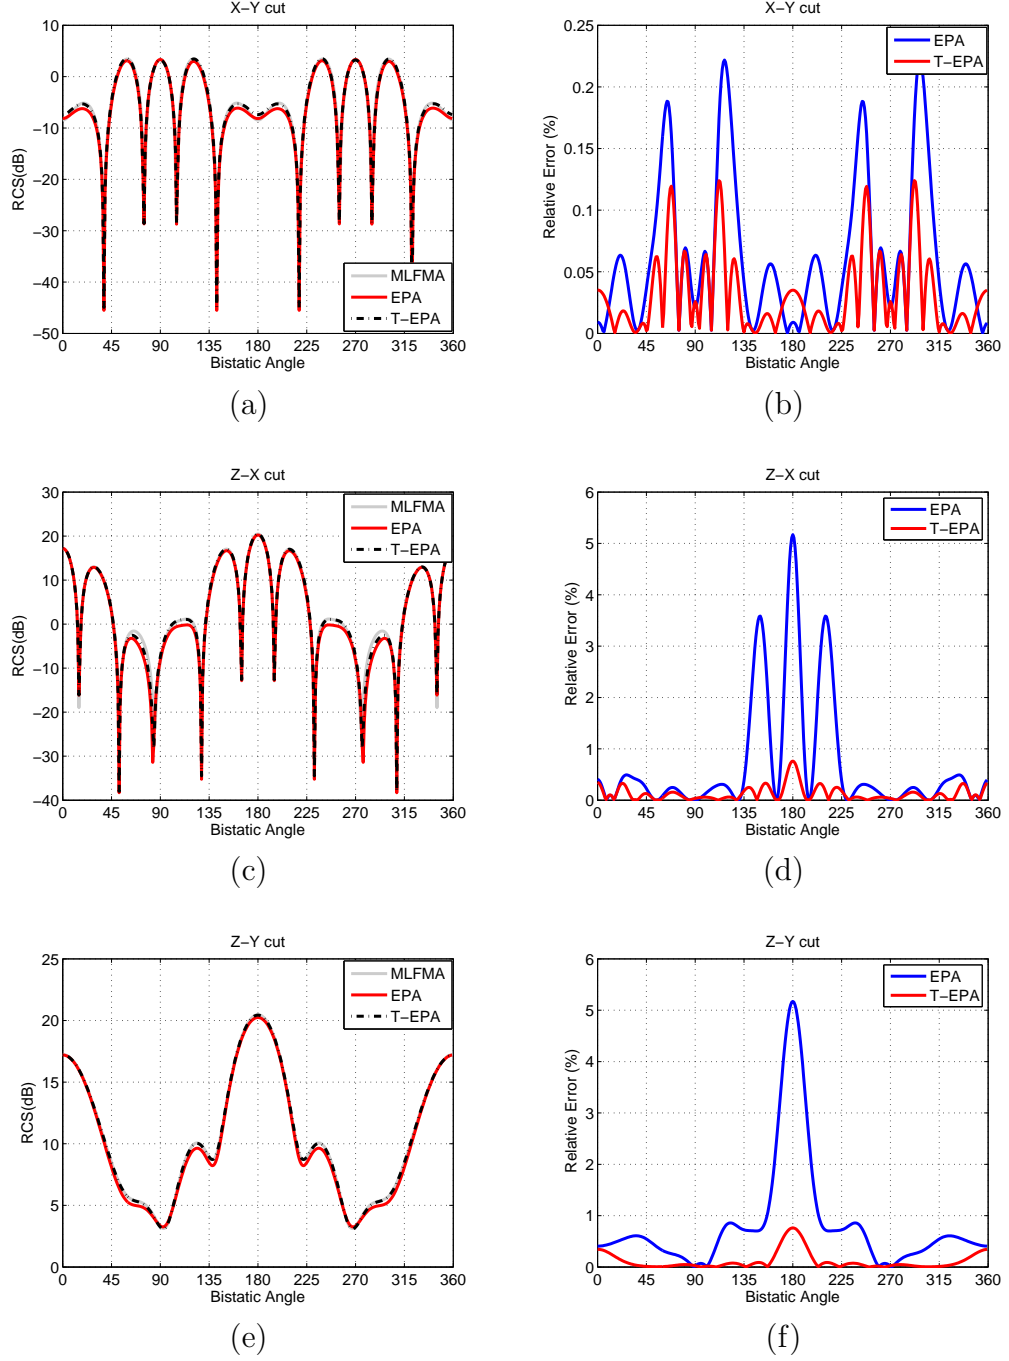 X−Y cut
10
0
−10
−20
−30
−40
−50
RCS(dB)
MLFMA
EPA
T−EPA
0 45 90 135 180 225 270 315 360
Bistatic Angle
(a)
X−Y cut
0.25
0.2
0.15
0.1
0.05
0
Relative Error (%)
EPA
T−EPA
0 45 90 135 180 225 270 315 360
Bistatic Angle
(b)
Z−X cut
30
20
10
0
−10
−20
−30
−40
RCS(dB)
MLFMA
EPA
T−EPA
0 45 90 135 180 225 270 315 360
Bistatic Angle
(c)
Z−X cut
6
5
4
3
2
1
0
Relative Error (%)
EPA
T−EPA
0 45 90 135 180 225 270 315 360
Bistatic Angle
(d)
Z−Y cut
25
20
15
10
5
0
RCS(dB)
MLFMA
EPA
T−EPA
0 45 90 135 180 225 270 315 360
Bistatic Angle
(e)
Z−Y cut
6
5
4
3
2
1
0
Relative Error (%)
EPA
T−EPA
0 45 90 135 180 225 270 315 360
Bistatic Angle
(f)